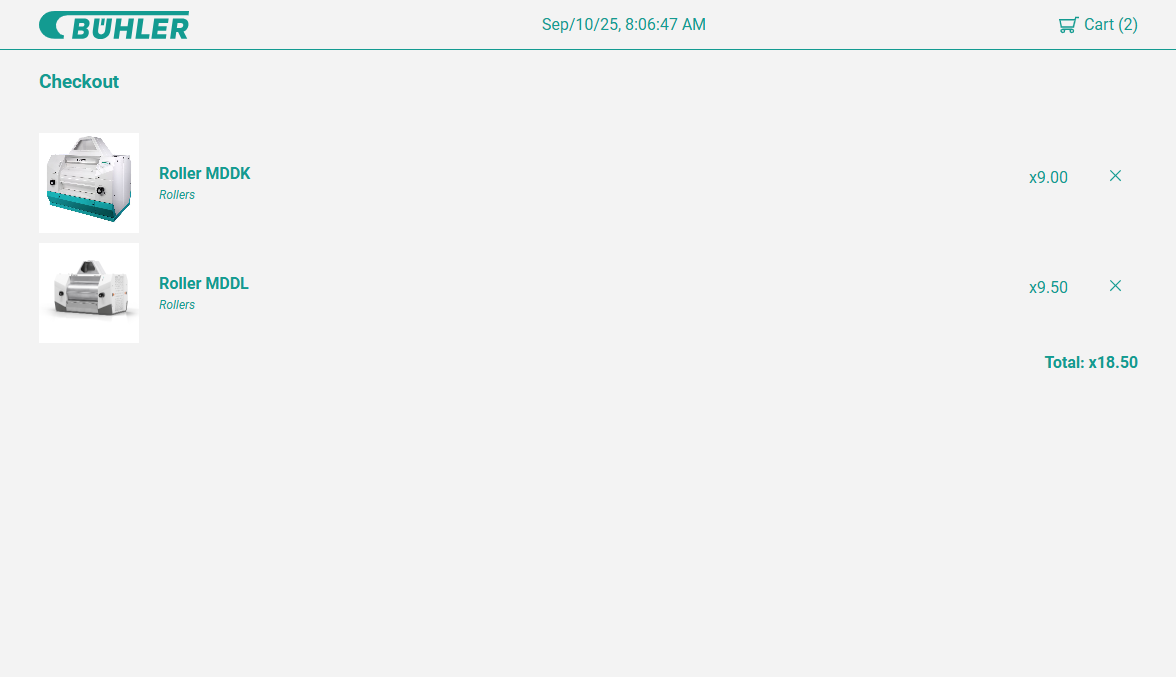 BÜHLER
Sep/10/25, 8:06:47 AM
Cart (2)
Checkout
Roller MDDK
Rollers
x9.00
Roller MDDL
Rollers
x9.50
Total: x18.50